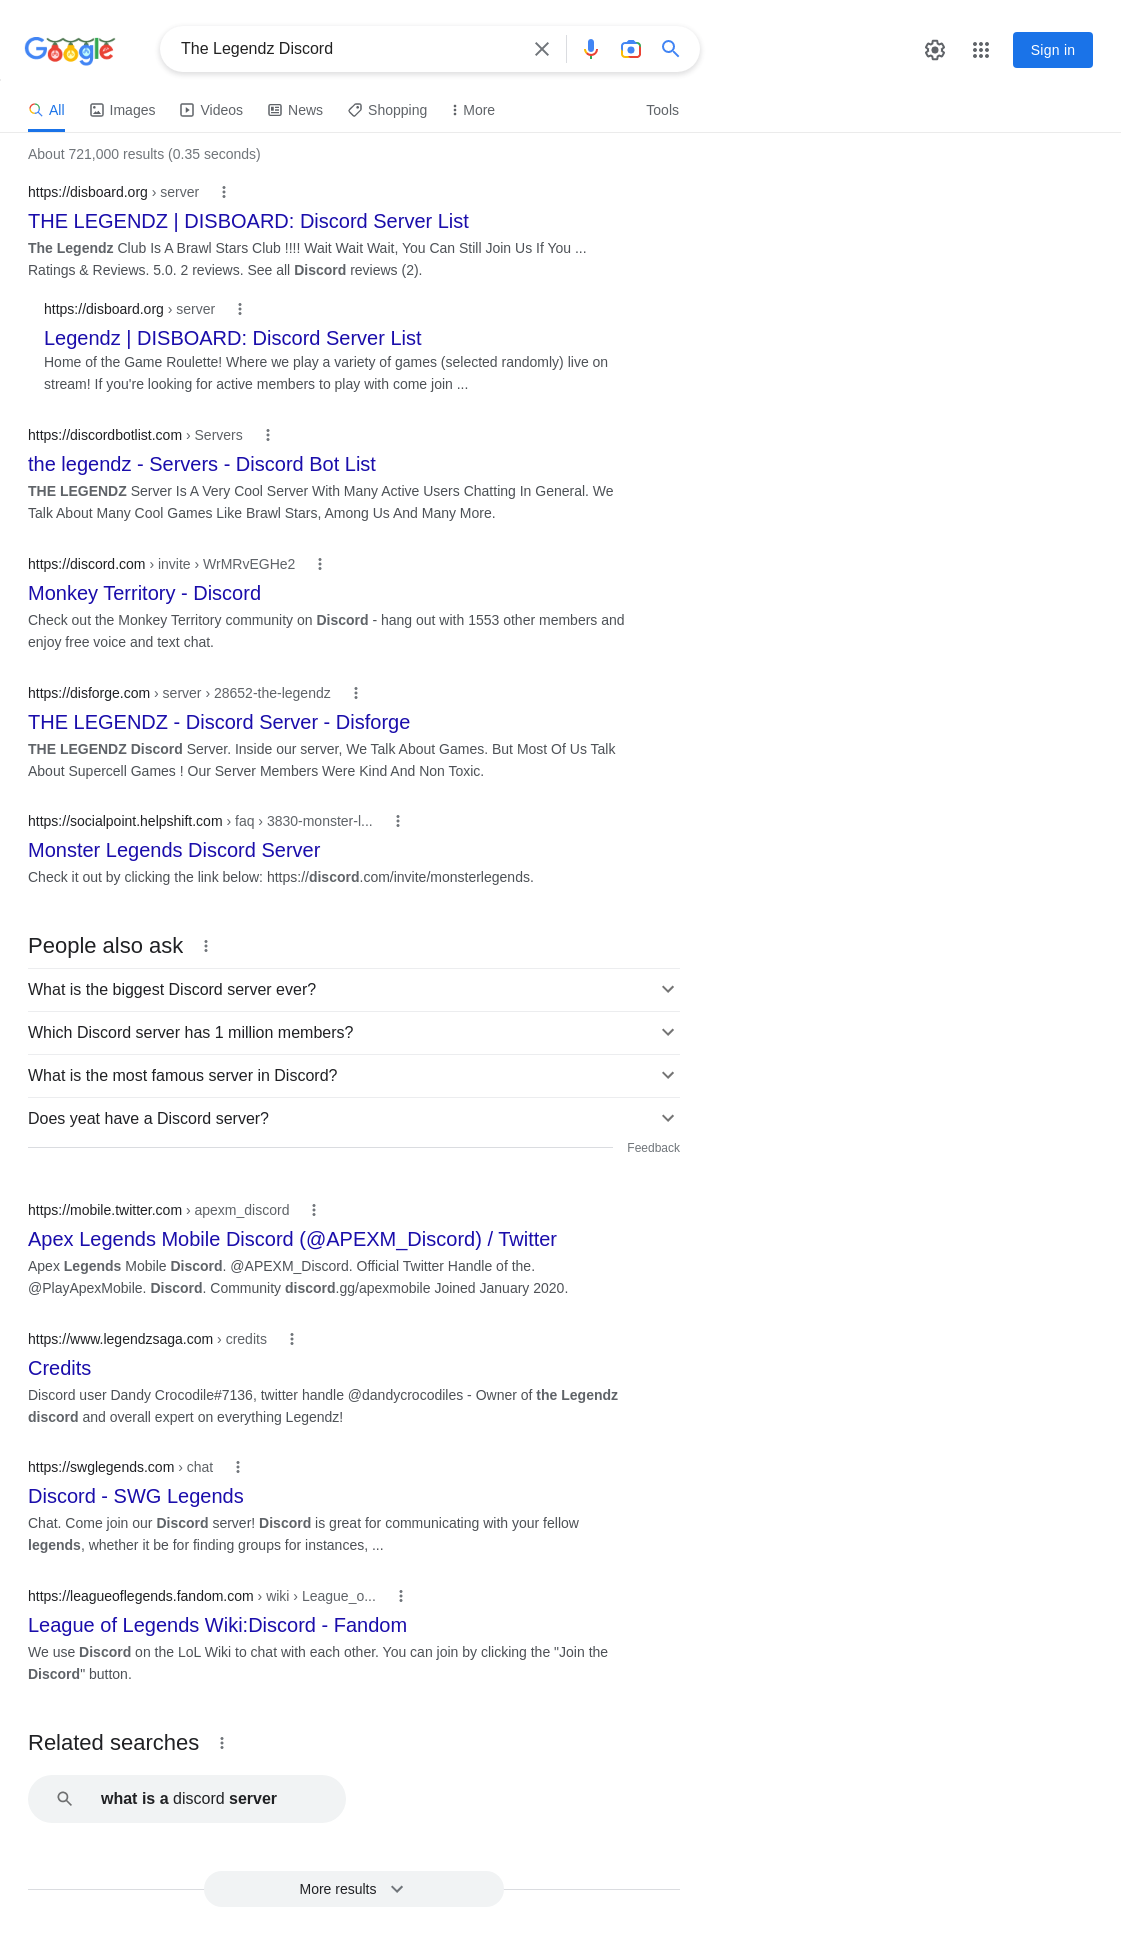 Google
The Legendz Discord
Sign in
All Images Videos News Shopping More Tools
About 721,000 results (0.35 seconds)
https://disboard.org › server
THE LEGENDZ | DISBOARD: Discord Server List
The Legendz Club Is A Brawl Stars Club !!!! Wait Wait Wait, You Can Still Join Us If You ...
Ratings & Reviews. 5.0. 2 reviews. See all Discord reviews (2).
https://disboard.org › server
Legendz | DISBOARD: Discord Server List
Home of the Game Roulette! Where we play a variety of games (selected randomly) live on
stream! If you're looking for active members to play with come join ...
https://discordbotlist.com › Servers
the legendz - Servers - Discord Bot List
THE LEGENDZ Server Is A Very Cool Server With Many Active Users Chatting In General. We
Talk About Many Cool Games Like Brawl Stars, Among Us And Many More.
https://discord.com › invite › WrMRvEGHe2
Monkey Territory - Discord
Check out the Monkey Territory community on Discord - hang out with 1553 other members and
enjoy free voice and text chat.
https://disforge.com › server › 28652-the-legendz
THE LEGENDZ - Discord Server - Disforge
THE LEGENDZ Discord Server. Inside our server, We Talk About Games. But Most Of Us Talk
About Supercell Games ! Our Server Members Were Kind And Non Toxic.
https://socialpoint.helpshift.com › faq › 3830-monster-l...
Monster Legends Discord Server
Check it out by clicking the link below: https://discord.com/invite/monsterlegends.
People also ask
What is the biggest Discord server ever?
Which Discord server has 1 million members?
What is the most famous server in Discord?
Does yeat have a Discord server?
Feedback
https://mobile.twitter.com › apexm_discord
Apex Legends Mobile Discord (@APEXM_Discord) / Twitter
Apex Legends Mobile Discord. @APEXM_Discord. Official Twitter Handle of the.
@PlayApexMobile. Discord. Community discord.gg/apexmobile Joined January 2020.
https://www.legendzsaga.com › credits
Credits
Discord user Dandy Crocodile#7136, twitter handle @dandycrocodiles - Owner of the Legendz
discord and overall expert on everything Legendz!
https://swglegends.com › chat
Discord - SWG Legends
Chat. Come join our Discord server! Discord is great for communicating with your fellow
legends, whether it be for finding groups for instances, ...
https://leagueoflegends.fandom.com › wiki › League_o...
League of Legends Wiki:Discord - Fandom
We use Discord on the LoL Wiki to chat with each other. You can join by clicking the "Join the
Discord" button.
Related searches
what is a discord server
More results